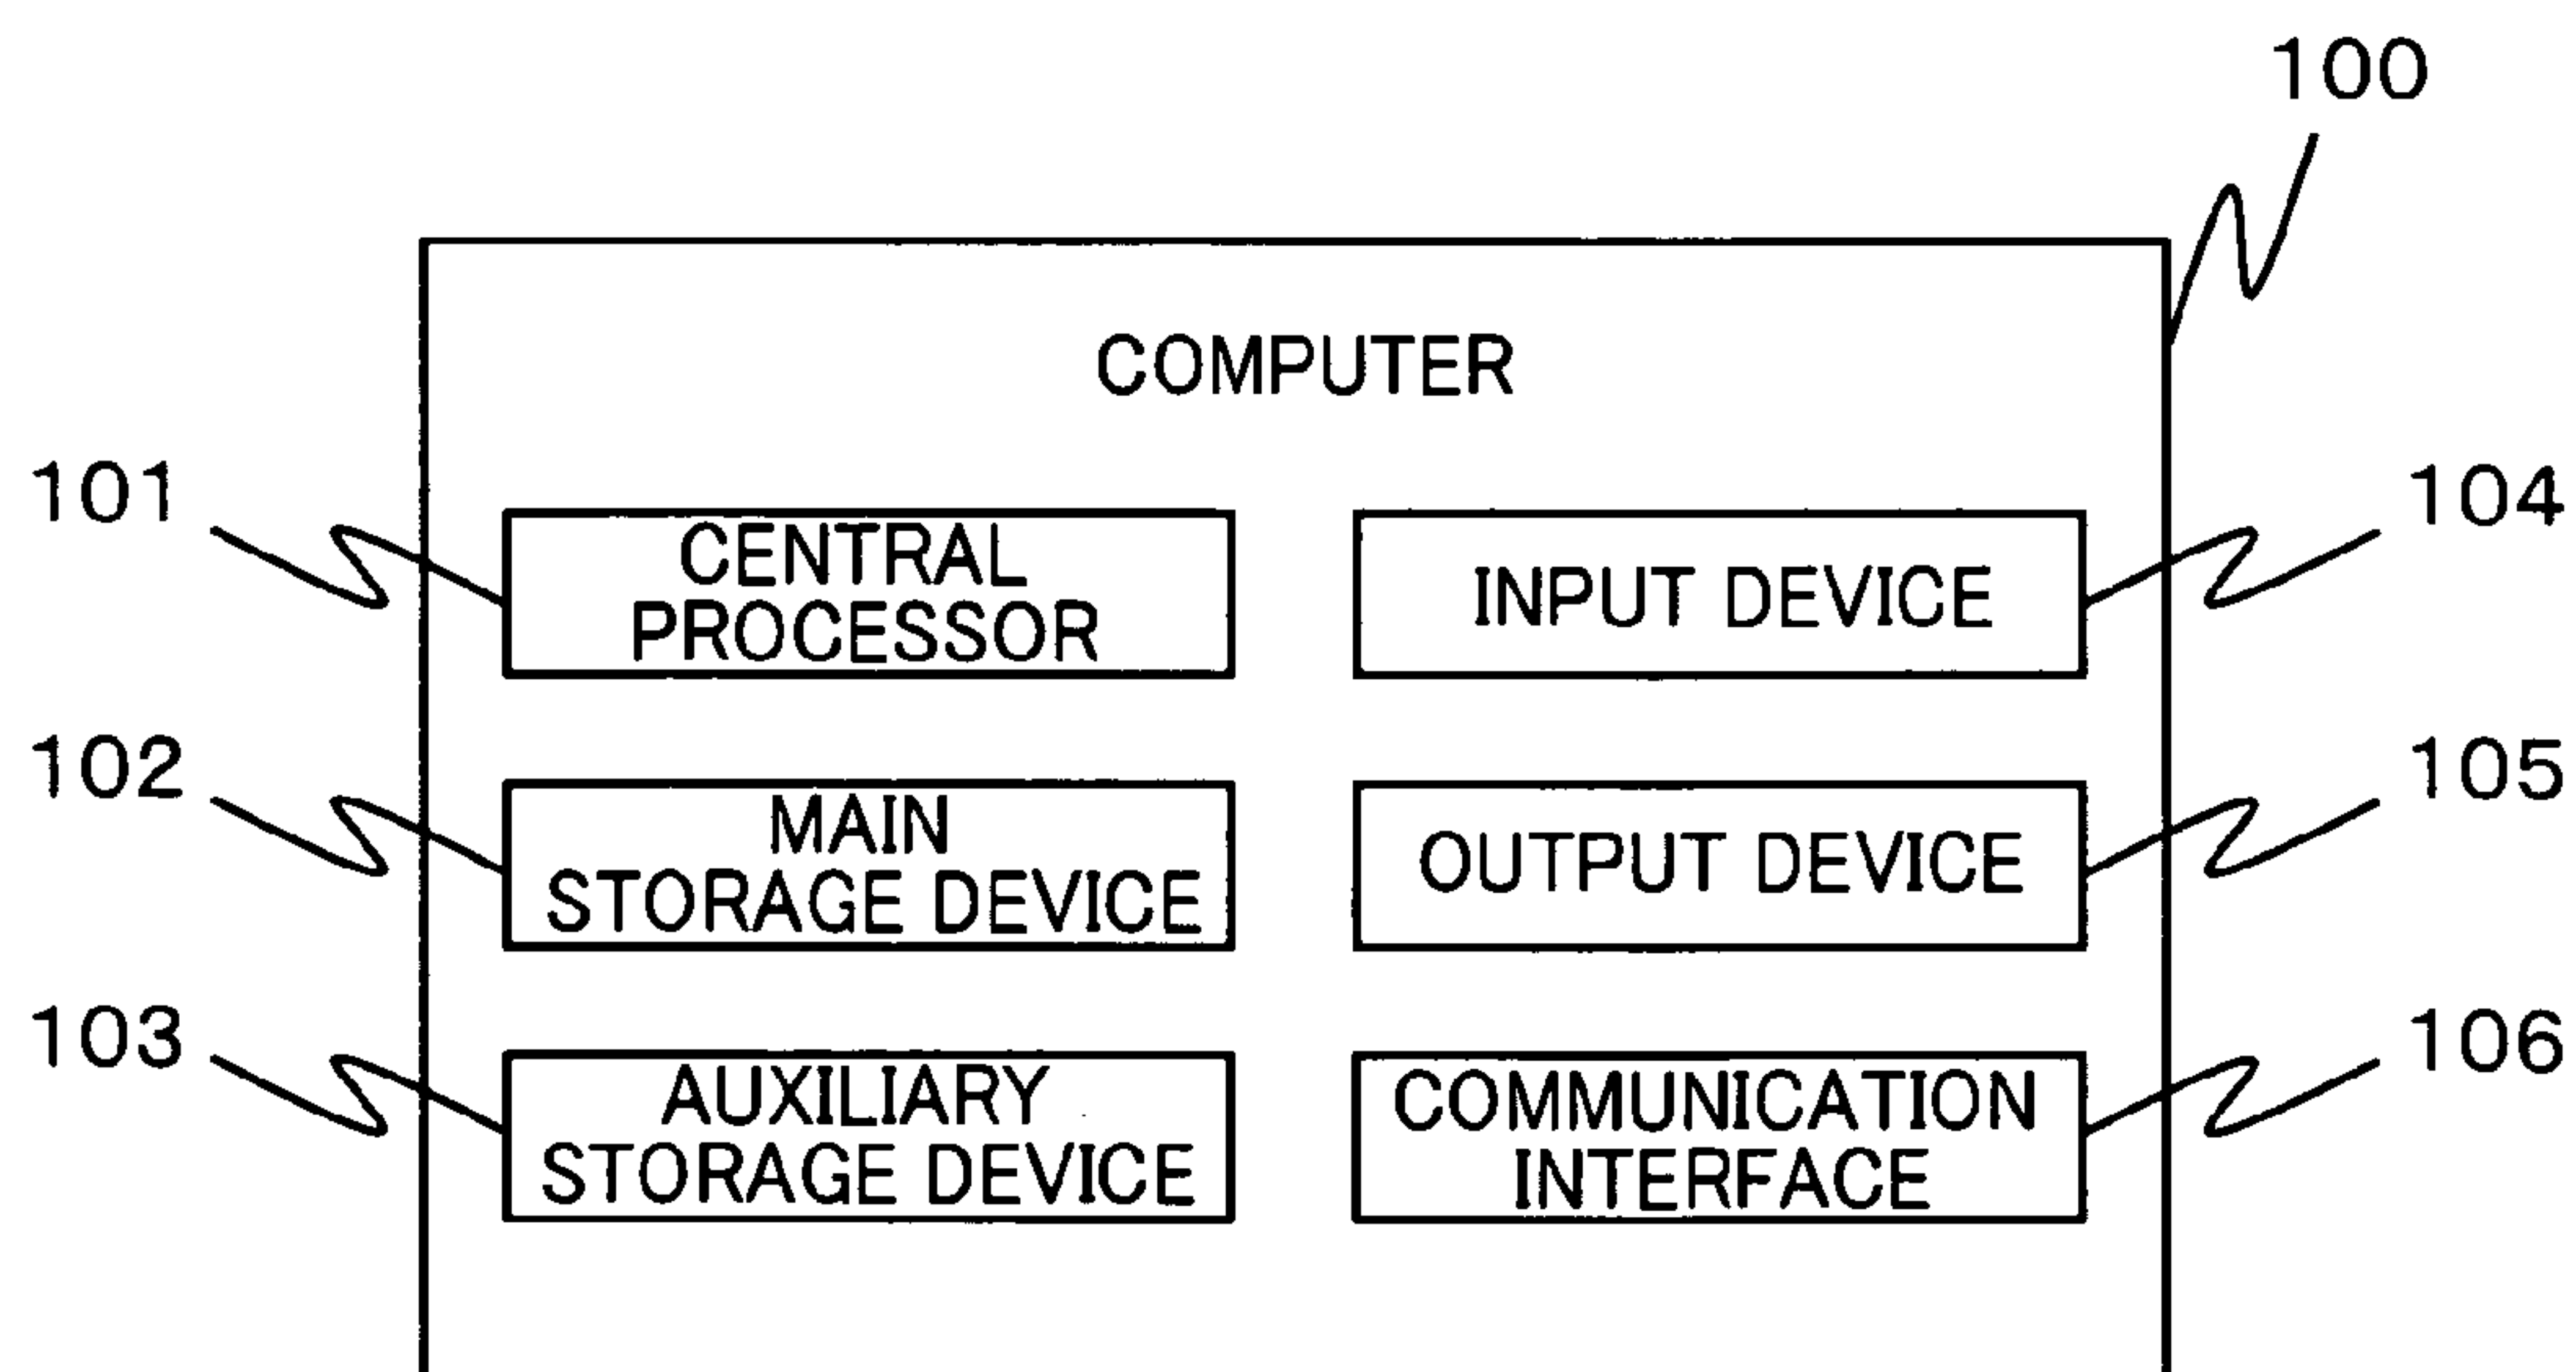 100
COMPUTER
101
CENTRAL
PROCESSOR
104
INPUT DEVICE
102
MAIN
STORAGE DEVICE
105
OUTPUT DEVICE
103
AUXILIARY
STORAGE DEVICE
106
COMMUNICATION
INTERFACE